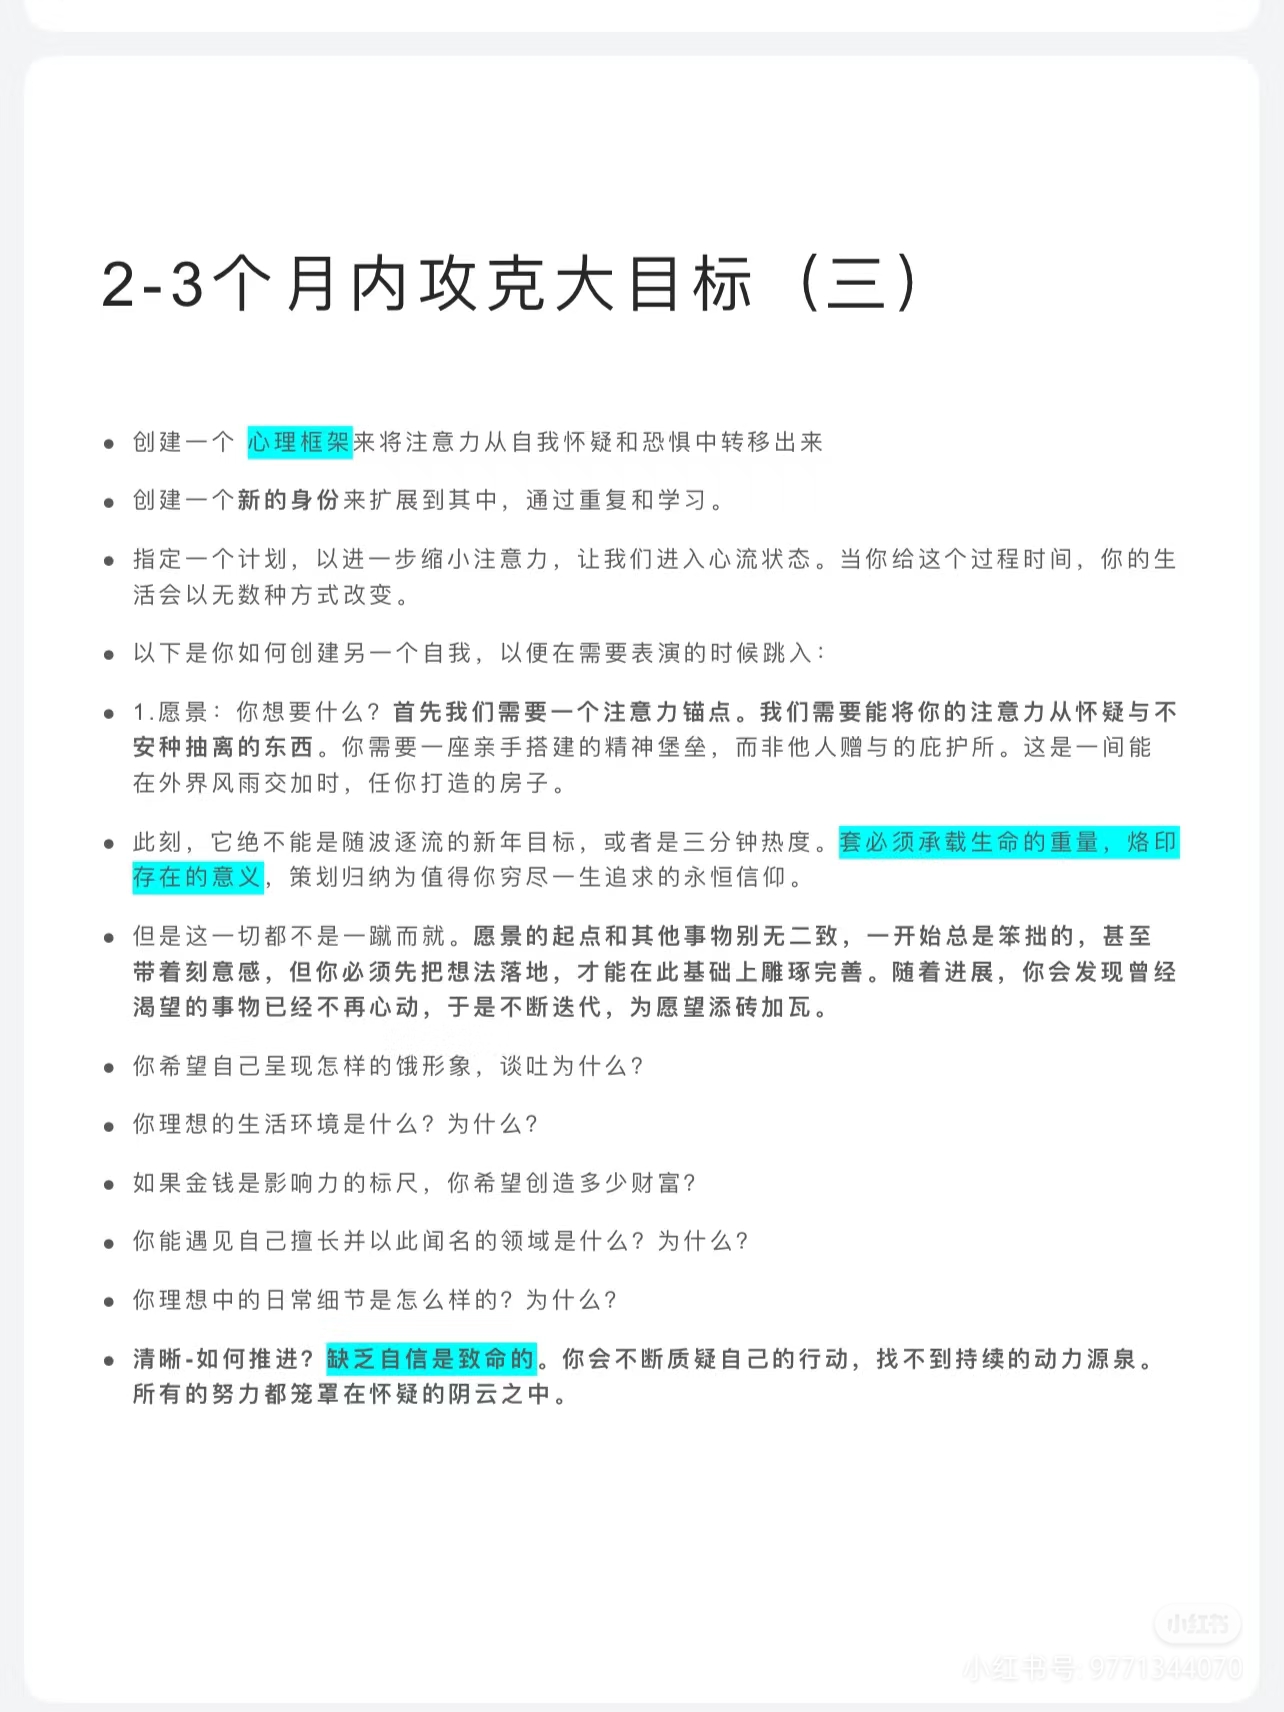 2-3个月内攻克大目标（三）
创建一个 心理框架来将注意力从自我怀疑和恐惧中转移出来
创建一个新的身份来扩展到其中，通过重复和学习。
指定一个计划，以进一步缩小注意力，让我们进入心流状态。当你给这个过程时间，你的生
活会以无数种方式改变。
以下是你如何创建另一个自我，以便在需要表演的时候跳入：
1.愿景：你想要什么？首先我们需要一个注意力锚点。我们需要能将你的注意力从怀疑与不
安种抽离的东西。你需要一座亲手搭建的精神堡垒，而非他人赠与的庇护所。这是一间能
在外界风雨交加时，任你打造的房子。
此刻，它绝不能是随波逐流的新年目标，或者是三分钟热度。套必须承载生命的重量，烙印
存在的意义，策划归纳为值得你穷尽一生追求的永恒信仰。
但是这一切都不是一蹴而就。愿景的起点和其他事物别无二致，一开始总是笨拙的，甚至
带着刻意感，但你必须先把想法落地，才能在此基础上雕琢完善。随着进展，你会发现曾经
渴望的事物已经不再心动，于是不断迭代，为愿望添砖加瓦。
你希望自己呈现怎样的饿形象，谈吐为什么？
你理想的生活环境是什么？为什么？
如果金钱是影响力的标尺，你希望创造多少财富？
你能遇见自己擅长并以此闻名的领域是什么？为什么？
你理想中的日常细节是怎么样的？为什么？
清晰-如何推进？缺乏自信是致命的。你会不断质疑自己的行动，找不到持续的动力源泉。
所有的努力都笼罩在怀疑的阴云之中。
小红书
小红书号: 9771344070